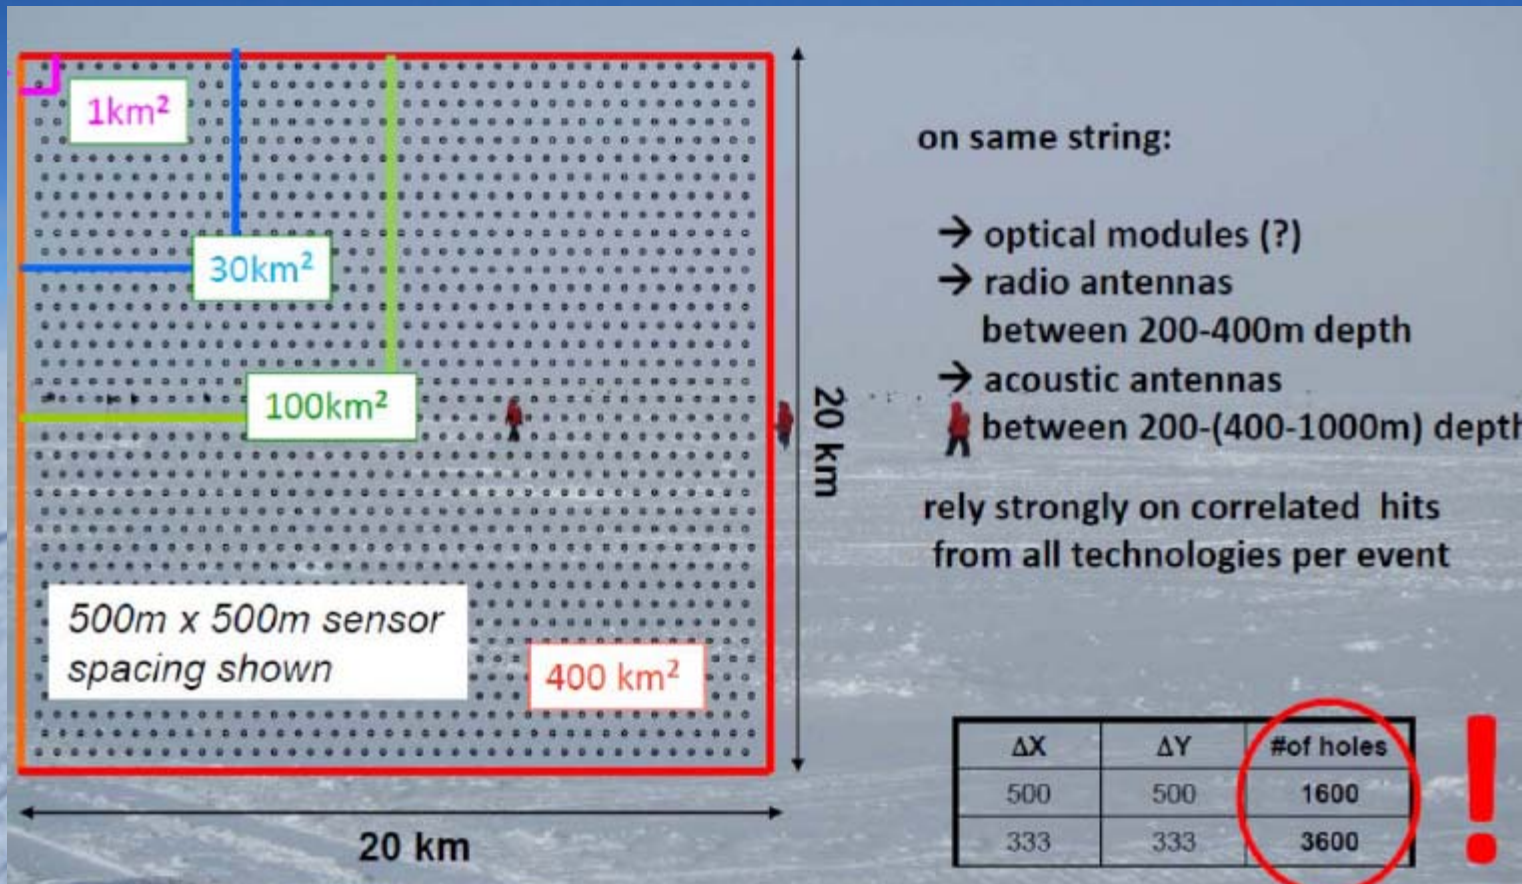 1km²
30km²
100km²
500m x 500m sensor
spacing shown
400 km²
20 km
20 km
on same string:
→ optical modules (?)
→ radio antennas
between 200-400m depth
→ acoustic antennas
between 200-(400-1000m) depth
rely strongly on correlated hits
from all technologies per event
ΔX ΔY #of holes
500 500 1600
333 333 3600
!